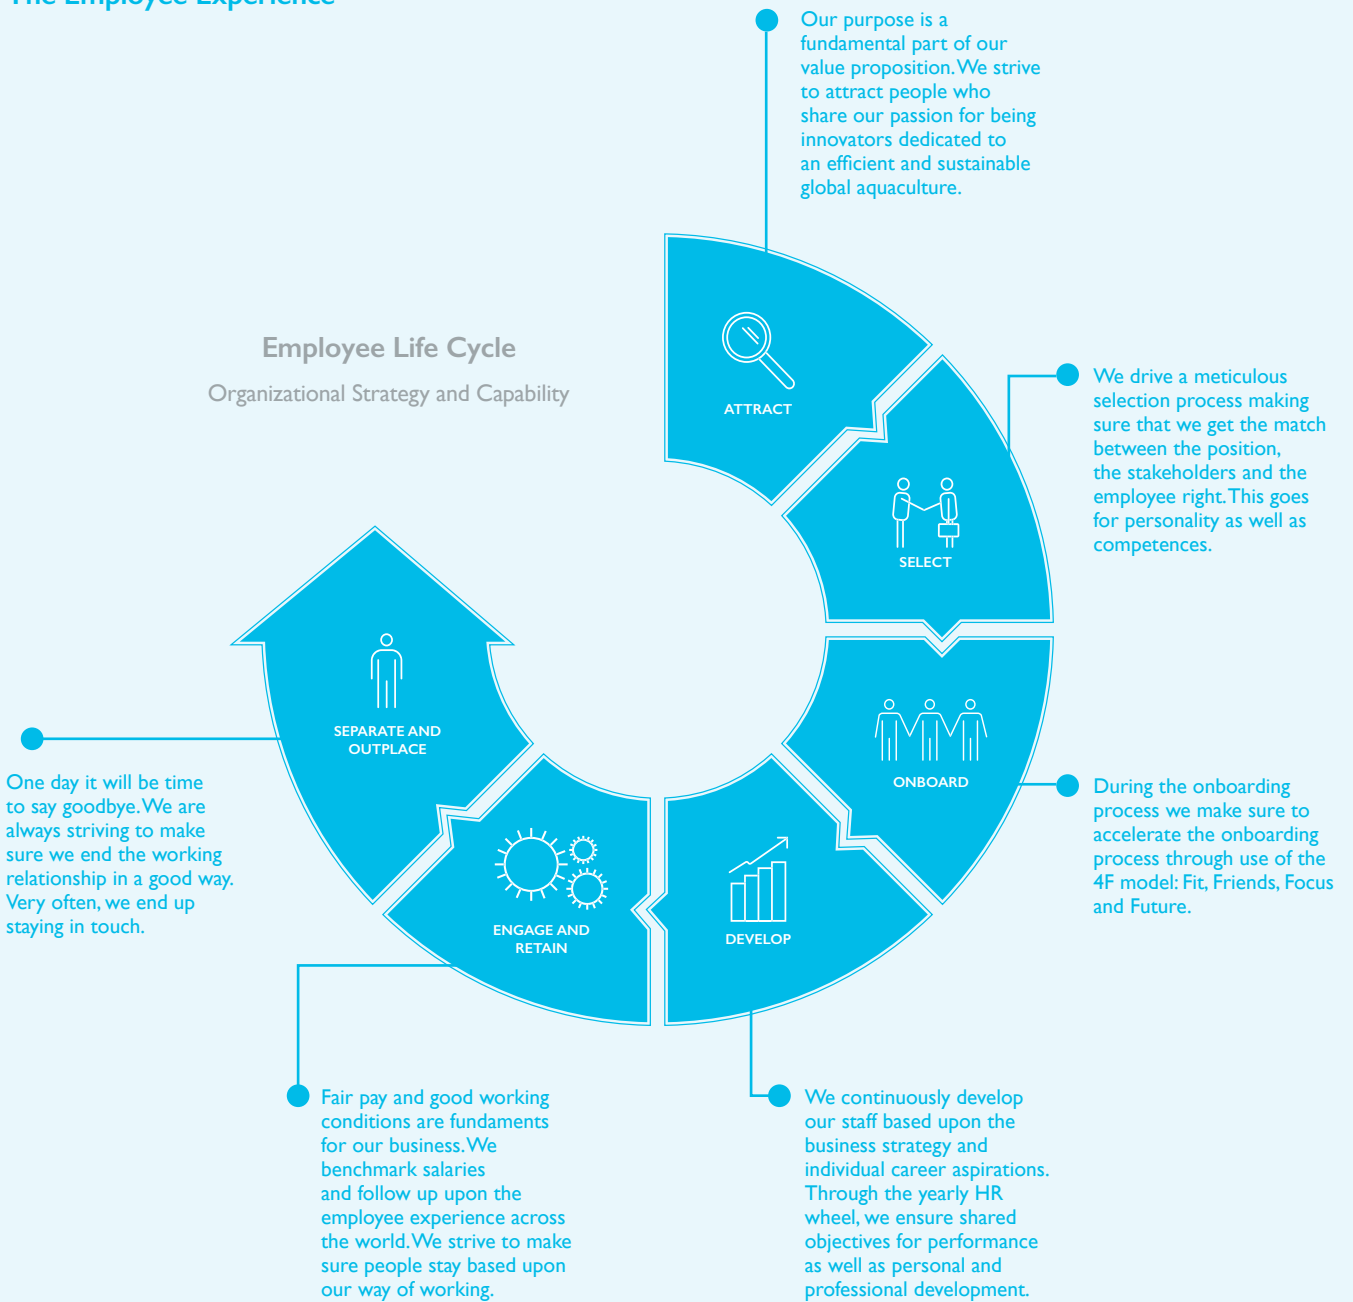 The Employee Experience
Our purpose is a
fundamental part of our
value proposition. We strive
to attract people who
share our passion for being
innovators dedicated to
an efficient and sustainable
global aquaculture.
Employee Life Cycle
Organizational Strategy and Capability
ATTRACT
We drive a meticulous
selection process making
sure that we get the match
between the position,
the stakeholders and the
employee right. This goes
for personality as well as
competences.
SELECT
ONBOARD
During the onboarding
process we make sure to
accelerate the onboarding
process through use of the
4F model: Fit, Friends, Focus
and Future.
SEPARATE AND
OUTPLACE
One day it will be time
to say goodbye. We are
always striving to make
sure we end the working
relationship in a good way.
Very often, we end up
staying in touch.
ENGAGE AND
RETAIN
DEVELOP
Fair pay and good working
conditions are fundaments
for our business. We
benchmark salaries
and follow up upon the
employee experience across
the world. We strive to make
sure people stay based upon
our way of working.
We continuously develop
our staff based upon the
business strategy and
individual career aspirations.
Through the yearly HR
wheel, we ensure shared
objectives for performance
as well as personal and
professional development.